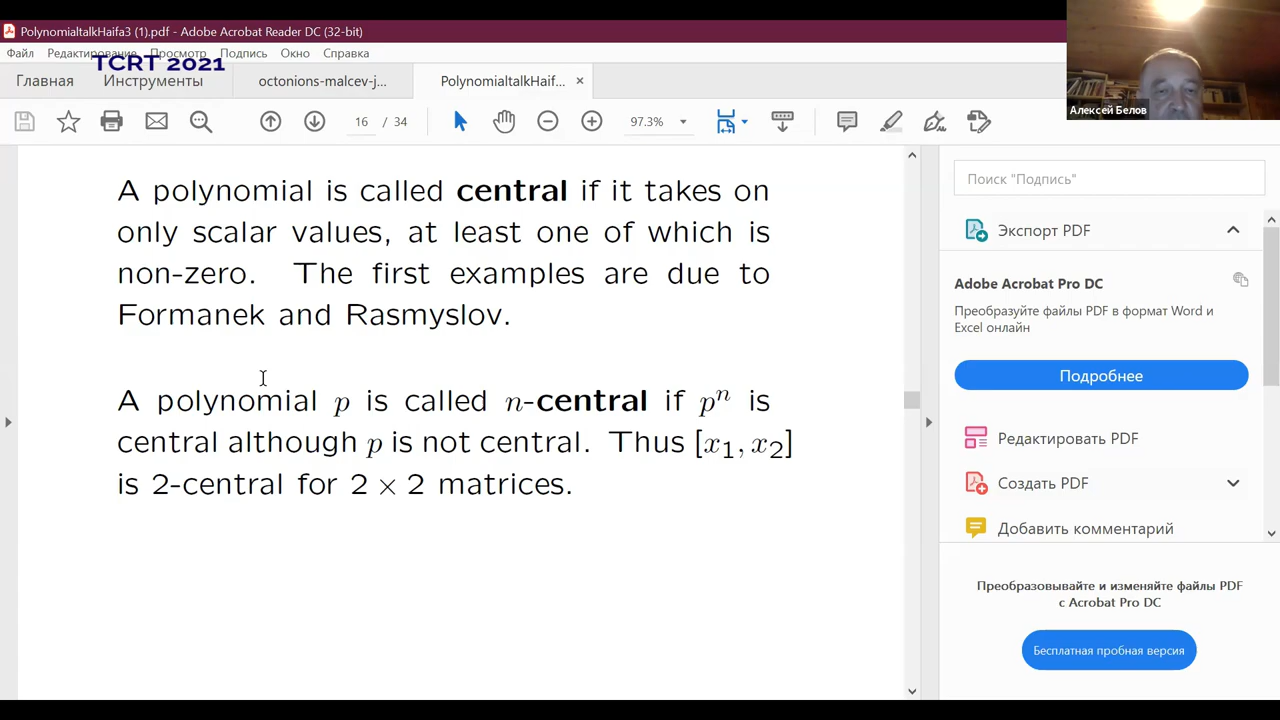 PolynomialtalkHaifa3 (1).pdf - Adobe Acrobat Reader DC (32-bit)
Файл Редактирование Просмотр Подпись Окно Справка
TCRT 2021
Главная Инструменты octonions-malcev-j... PolynomialtalkHaif... ×
16 / 34 97.3%
Алексей Белов
A polynomial is called central if it takes on
only scalar values, at least one of which is
non-zero. The first examples are due to
Formanek and Rasmyslov.
A polynomial p is called n-central if pⁿ is
central although p is not central. Thus [x₁, x₂]
is 2-central for 2 × 2 matrices.
Поиск "Подпись"
Экспорт PDF
Adobe Acrobat Pro DC
Преобразуйте файлы PDF в формат Word и
Excel онлайн
Подробнее
Редактировать PDF
Создать PDF
Добавить комментарий
Преобразовывайте и изменяйте файлы PDF
с Acrobat Pro DC
Бесплатная пробная версия